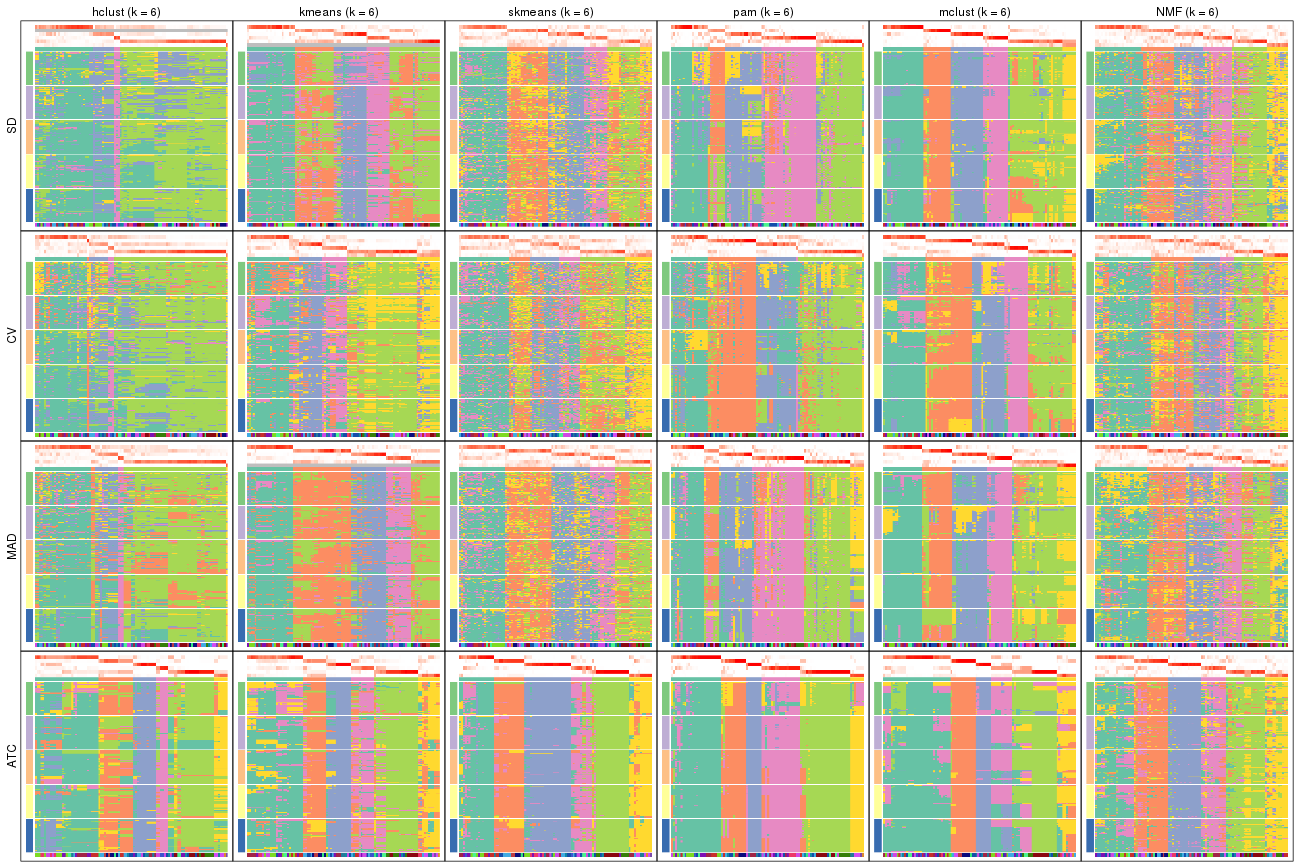 hclust (k = 6)
kmeans (k = 6)
skmeans (k = 6)
pam (k = 6)
mclust (k = 6)
NMF (k = 6)
SD
CV
MAD
ATC